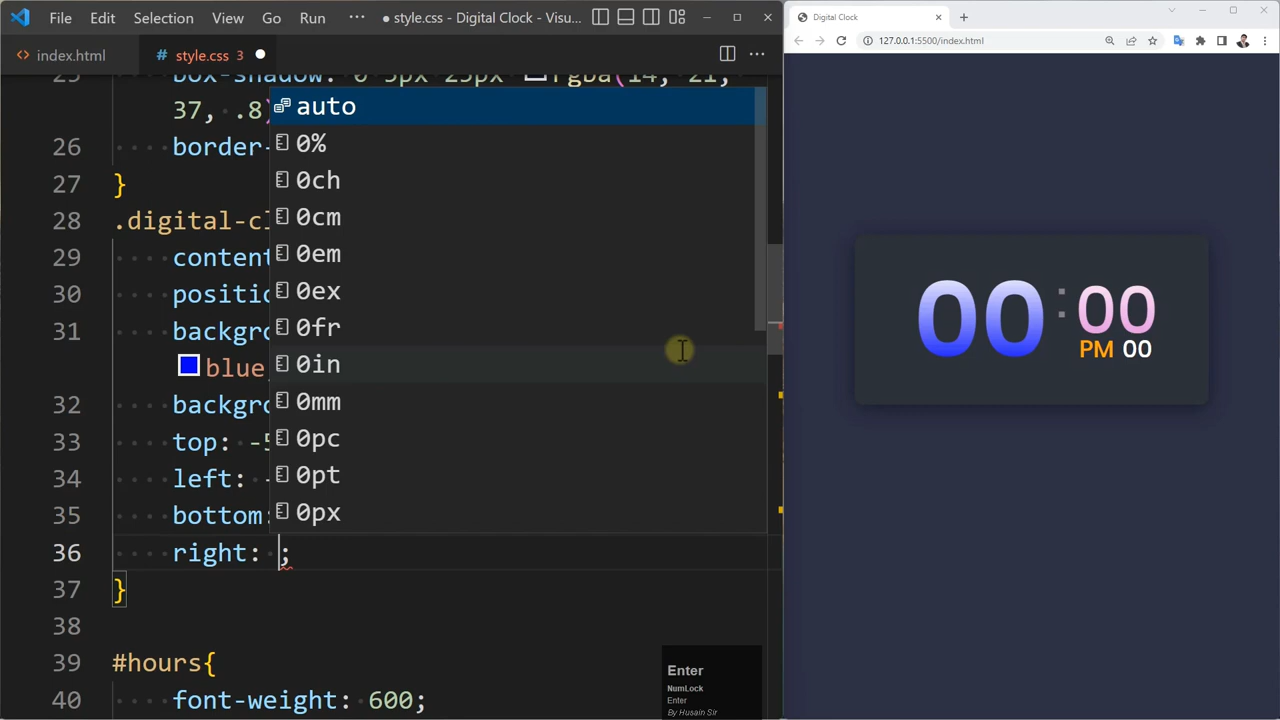 File Edit Selection View Go Run ··· ● style.css - Digital Clock - Visu...
Digital Clock
127.0.0.1:5500/index.html
index.html
# style.css 3 ●
25 box-shadow: 0 5px 25px rgba(14, 21,
37, .8)
26 border-
27 }
28 .digital-cl
29 content
30 positio
31 backgro
blue
32 backgro
33 top: -5
34 left: -
35 bottom:
36 right: ;
37 }
38
39 #hours{
40 font-weight: 600;
auto
0%
0ch
0cm
0em
0ex
0fr
0in
0mm
0pc
0pt
0px
Enter
NumLock
Enter
By Husain Sir
00:00
PM 00